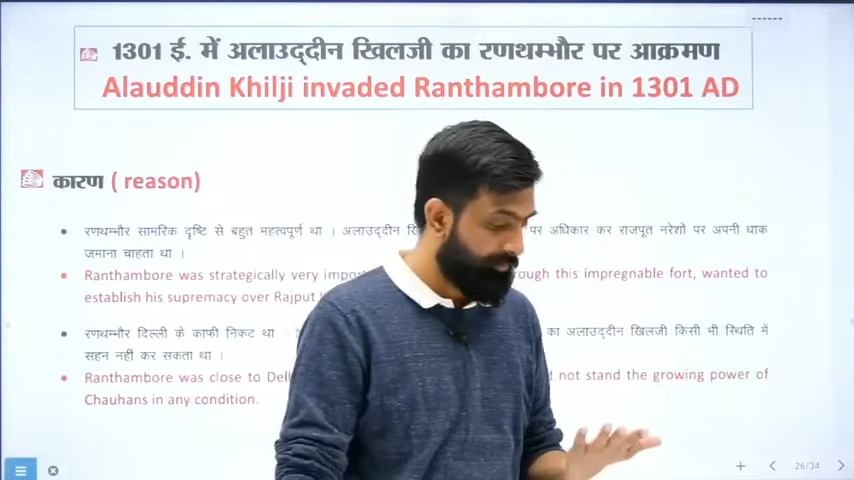 ------
1301 ई. में अलाउद्दीन खिलजी का रणथम्भौर पर आक्रमण
Alauddin Khilji invaded Ranthambore in 1301 AD
कारण ( reason)
रणथम्भौर सामरिक दृष्टि से बहुत महत्वपूर्ण था । अलाउद्दीन पर अधिकार कर राजपूत नरेशों पर अपनी धाक
जमाना चाहता था ।
Ranthambore was strategically very this impregnable fort, wanted to
establish his supremacy over Rajput
रणथम्भौर दिल्ली के काफी निकट था का अलाउद्दीन खिलजी किसी भी स्थिति में
सहन नहीं कर सकता था ।
Ranthambore was close to not stand the growing power of
Chauhans in any condition.
26/34